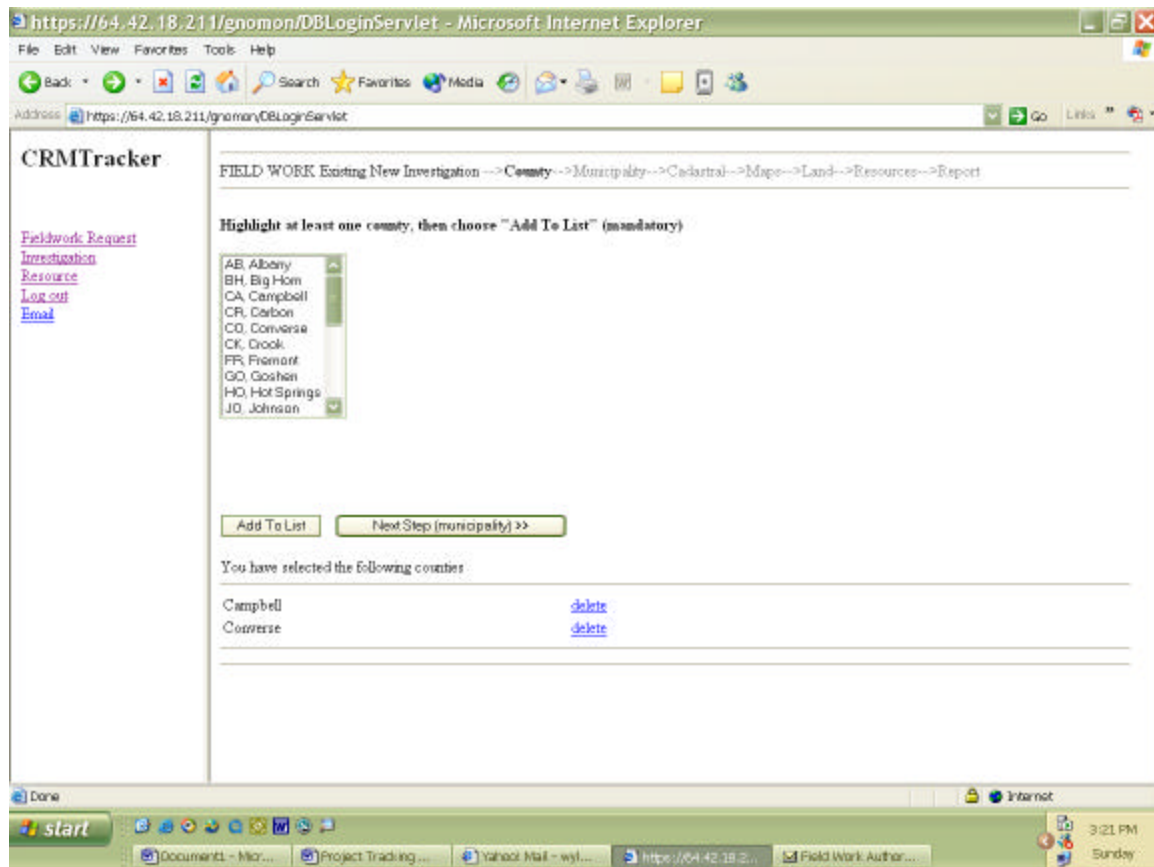 https://64.42.18.211/gnomon/DBLoginServlet - Microsoft Internet Explorer
File Edit View Favorites Tools Help
Back Search Favorites Media
Address https://64.42.18.211/gnomon/DBLoginServlet Go Links »
CRMTracker
FIELD WORK Existing New Investigation -->County-->Municipality-->Cadastral-->Maps-->Land-->Resources-->Report
Highlight at least one county, then choose "Add To List" (mandatory)
Fieldwork Request
Investigation
Resource
Log out
Email
AB, Albany
BH, Big Horn
CA, Campbell
CR, Carbon
CO, Converse
CK, Crook
FR, Fremont
GO, Goshen
HO, Hot Springs
JO, Johnson
Add To List Next Step (municipality) >>
You have selected the following counties
Campbell delete
Converse delete
Done Internet
start 3:21 PM
Document1 - Micr... Project Tracking ... Yahoo! Mail - wyl... https://64.42.18.2... Field Work Author... Sunday